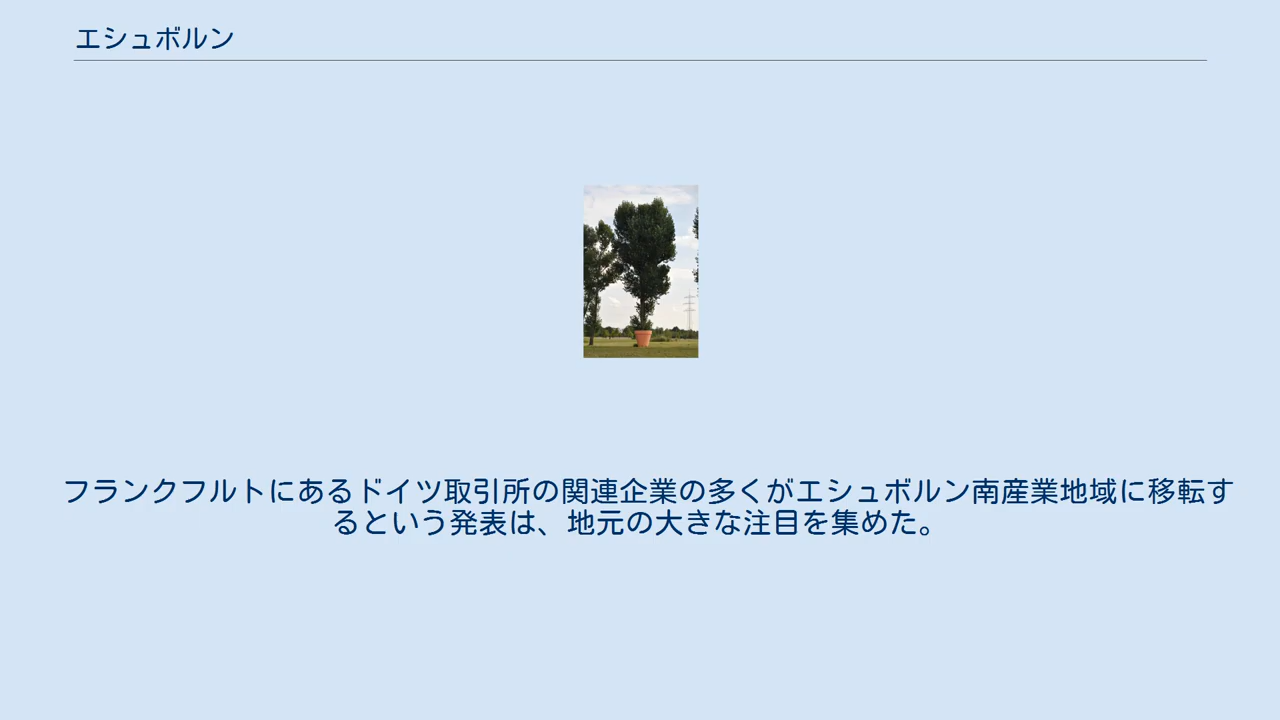 エシュボルン
フランクフルトにあるドイツ取引所の関連企業の多くがエシュボルン南産業地域に移転す
るという発表は、地元の大きな注目を集めた。